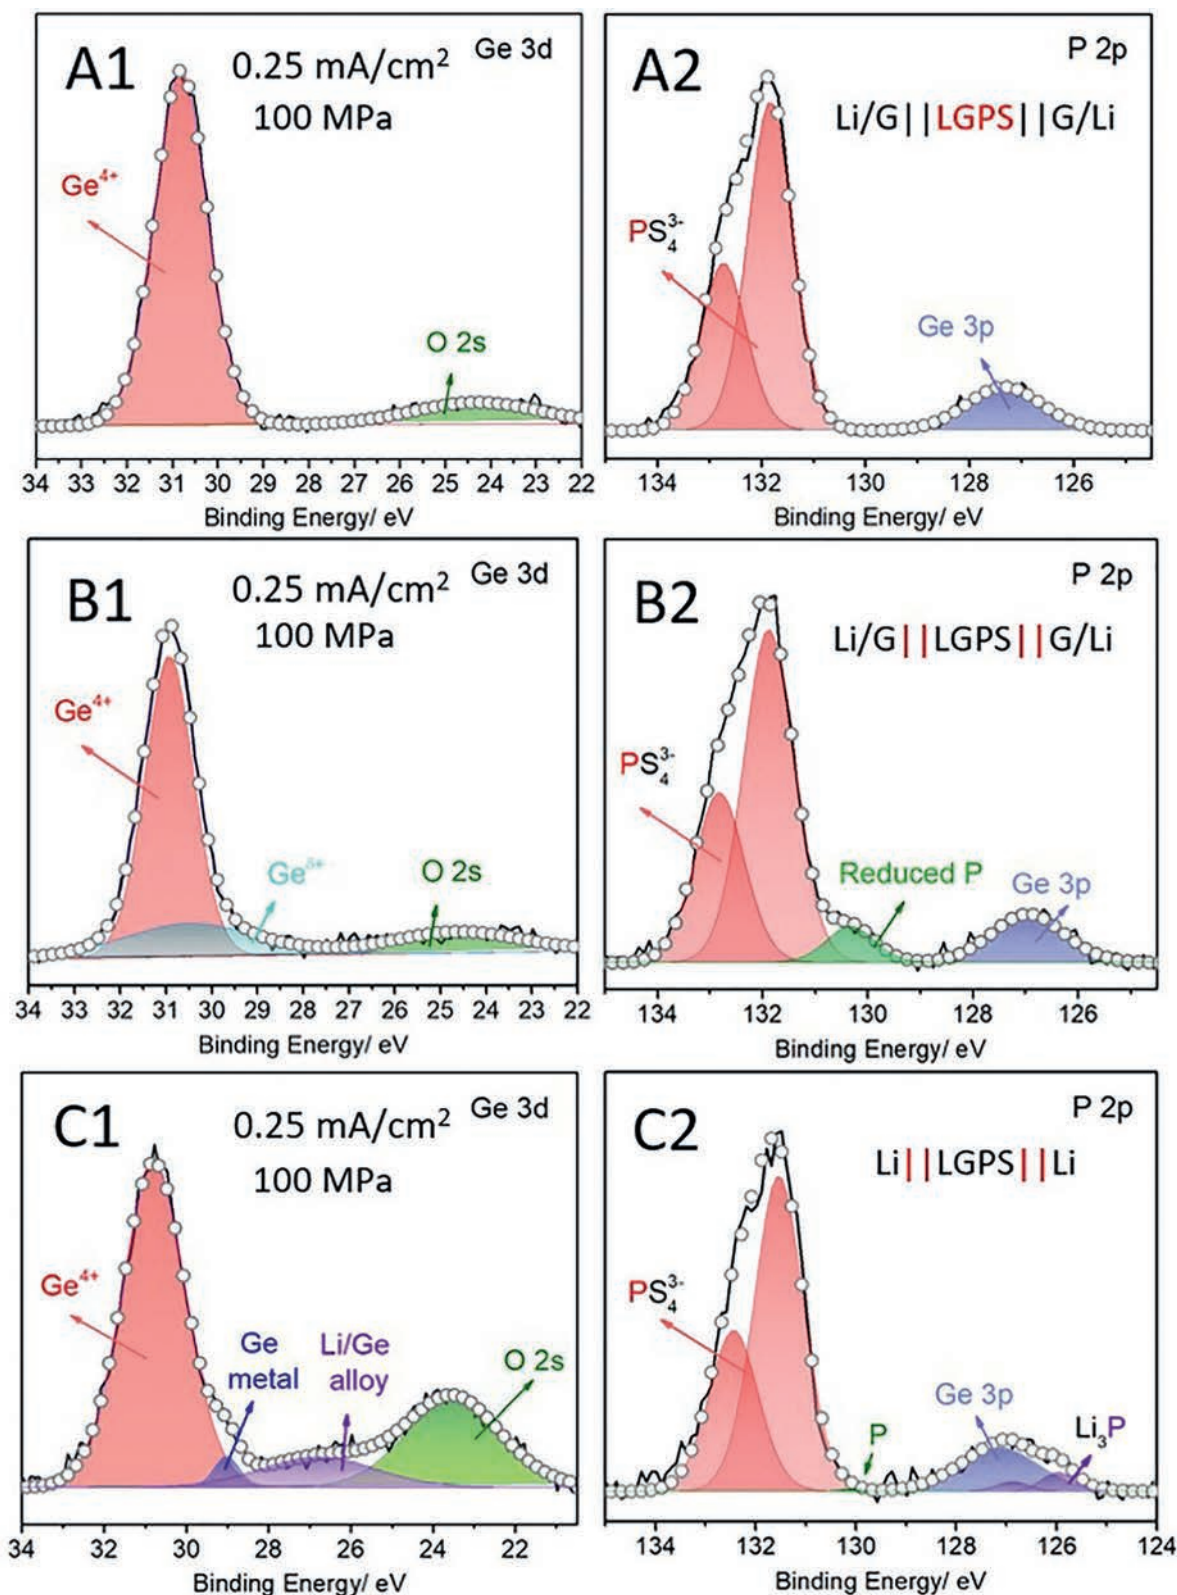 A1
0.25 mA/cm²
100 MPa
Ge 3d
Ge⁴⁺
O 2s
34 33 32 31 30 29 28 27 26 25 24 23 22
Binding Energy/ eV
A2
P 2p
Li/G||LGPS||G/Li
PS₄³⁻
Ge 3p
134 132 130 128 126
Binding Energy/ eV
B1
0.25 mA/cm²
100 MPa
Ge 3d
Ge⁴⁺
O 2s
34 33 32 31 30 29 28 27 26 25 24 23 22
Binding Energy/ eV
B2
P 2p
Li/G||LGPS||G/Li
PS₄³⁻
Reduced P
Ge 3p
134 132 130 128 126
Binding Energy/ eV
C1
0.25 mA/cm²
100 MPa
Ge 3d
Ge⁴⁺
Ge
metal
Li/Ge
alloy
O 2s
34 32 30 28 26 24 22
Binding Energy/ eV
C2
P 2p
Li||LGPS||Li
PS₄³⁻
P
Ge 3p
Li₃P
134 132 130 128 126 124
Binding Energy/ eV